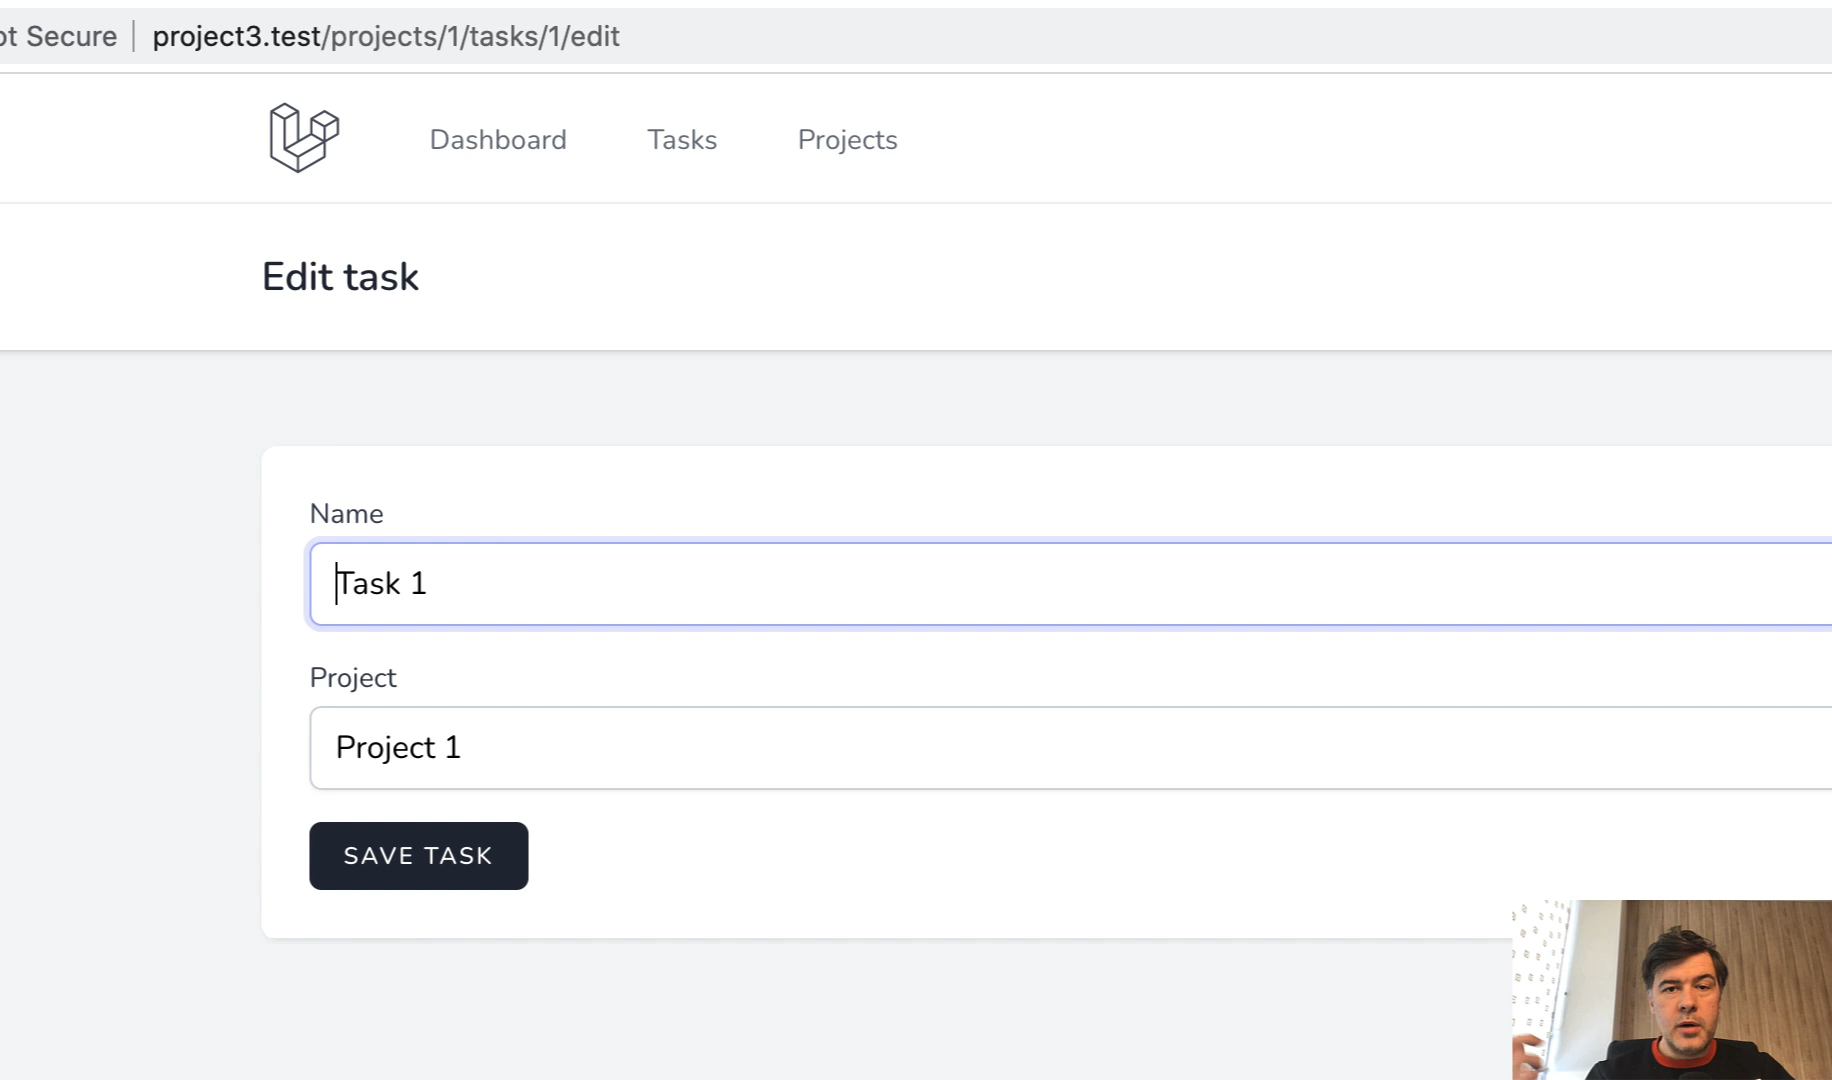 ot Secure project3.test/projects/1/tasks/1/edit
Dashboard Tasks Projects
Edit task
Name
Task 1
Project
Project 1
SAVE TASK